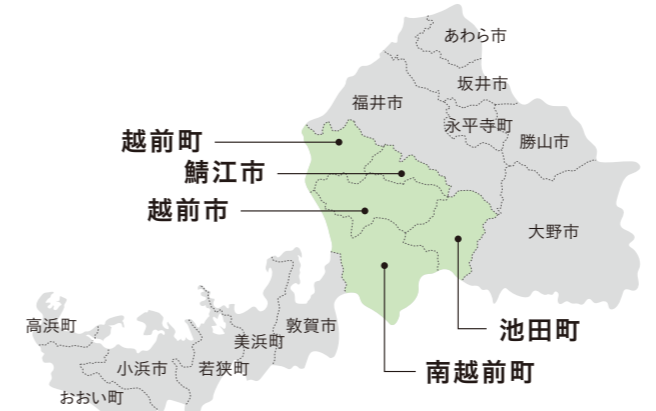 あわら市
坂井市
福井市
永平寺町
勝山市
越前町
鯖江市
越前市
大野市
池田町
南越前町
敦賀市
美浜町
高浜町
小浜市
若狭町
おおい町